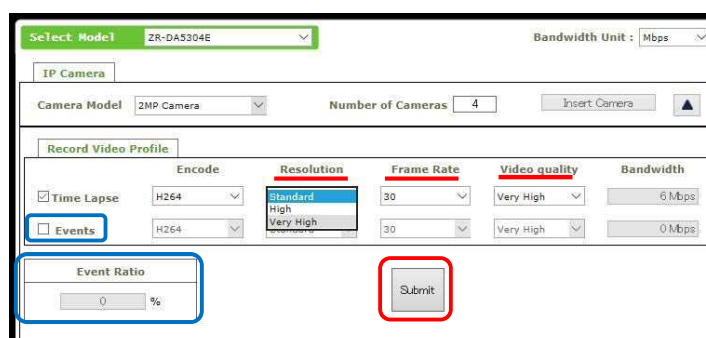 Select Model ZR-DA5304E Bandwidth Unit : Mbps
IP Camera
Camera Model 2MP Camera Number of Cameras 4 Insert Camera ▲
Record Video Profile
Encode Resolution Frame Rate Video quality Bandwidth
Time Lapse H264 Standard 30 Very High 6 Mbps
High
Very High
Events H264 Standard 30 Very High 0 Mbps
Event Ratio
0 %
Submit